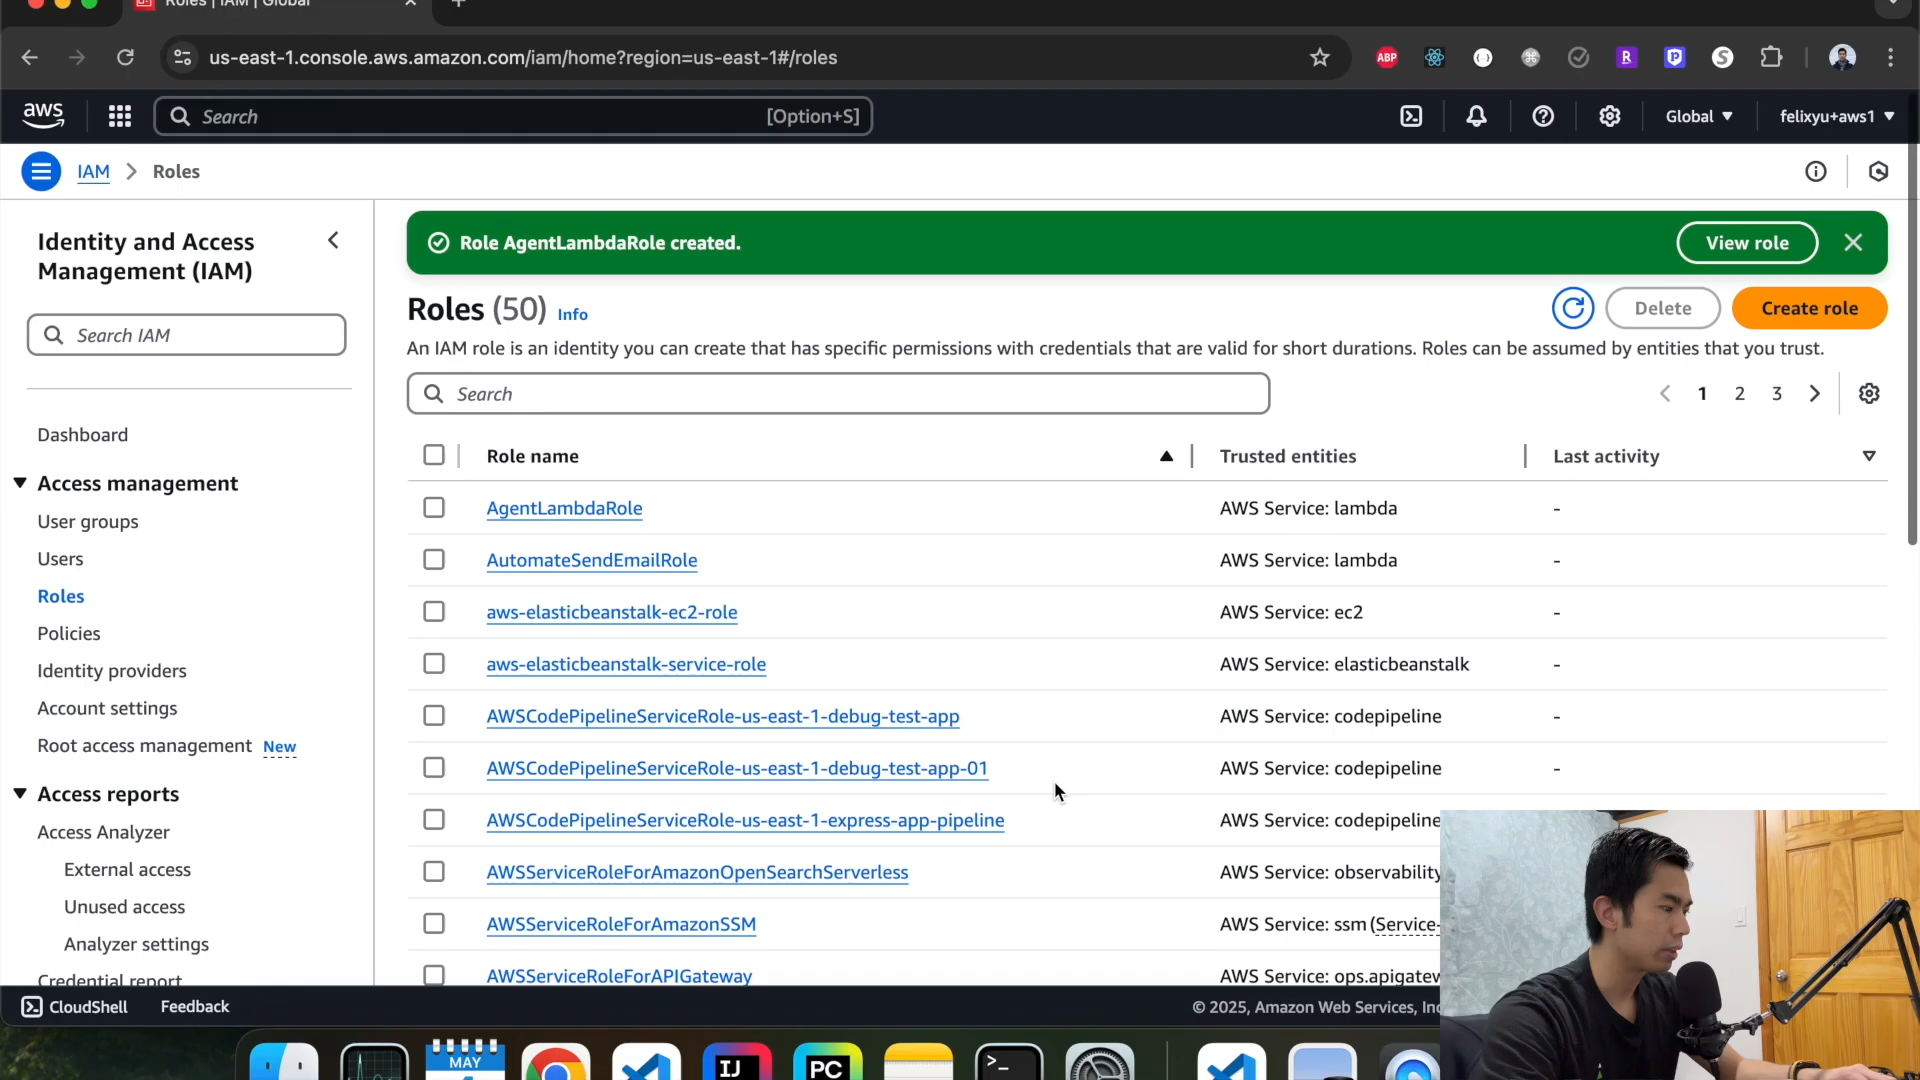 Roles | IAM | Global
us-east-1.console.aws.amazon.com/iam/home?region=us-east-1#/roles
ABP
R
P
S
aws
Search
[Option+S]
Global
felixyu+aws1
IAM
Roles
Identity and Access
Management (IAM)
Search IAM
Dashboard
Access management
User groups
Users
Roles
Policies
Identity providers
Account settings
Root access management New
Access reports
Access Analyzer
External access
Unused access
Analyzer settings
Credential report
Role AgentLambdaRole created.
View role
Roles (50) Info
Delete
Create role
An IAM role is an identity you can create that has specific permissions with credentials that are valid for short durations. Roles can be assumed by entities that you trust.
Search
1 2 3
Role name Trusted entities Last activity
AgentLambdaRole AWS Service: lambda -
AutomateSendEmailRole AWS Service: lambda -
aws-elasticbeanstalk-ec2-role AWS Service: ec2 -
aws-elasticbeanstalk-service-role AWS Service: elasticbeanstalk -
AWSCodePipelineServiceRole-us-east-1-debug-test-app AWS Service: codepipeline -
AWSCodePipelineServiceRole-us-east-1-debug-test-app-01 AWS Service: codepipeline -
AWSCodePipelineServiceRole-us-east-1-express-app-pipeline AWS Service: codepipeline
AWSServiceRoleForAmazonOpenSearchServerless AWS Service: observability
AWSServiceRoleForAmazonSSM AWS Service: ssm (Service-
AWSServiceRoleForAPIGateway AWS Service: ops.apigatew
CloudShell
Feedback
© 2025, Amazon Web Services, Inc
MAY
IJ
PC